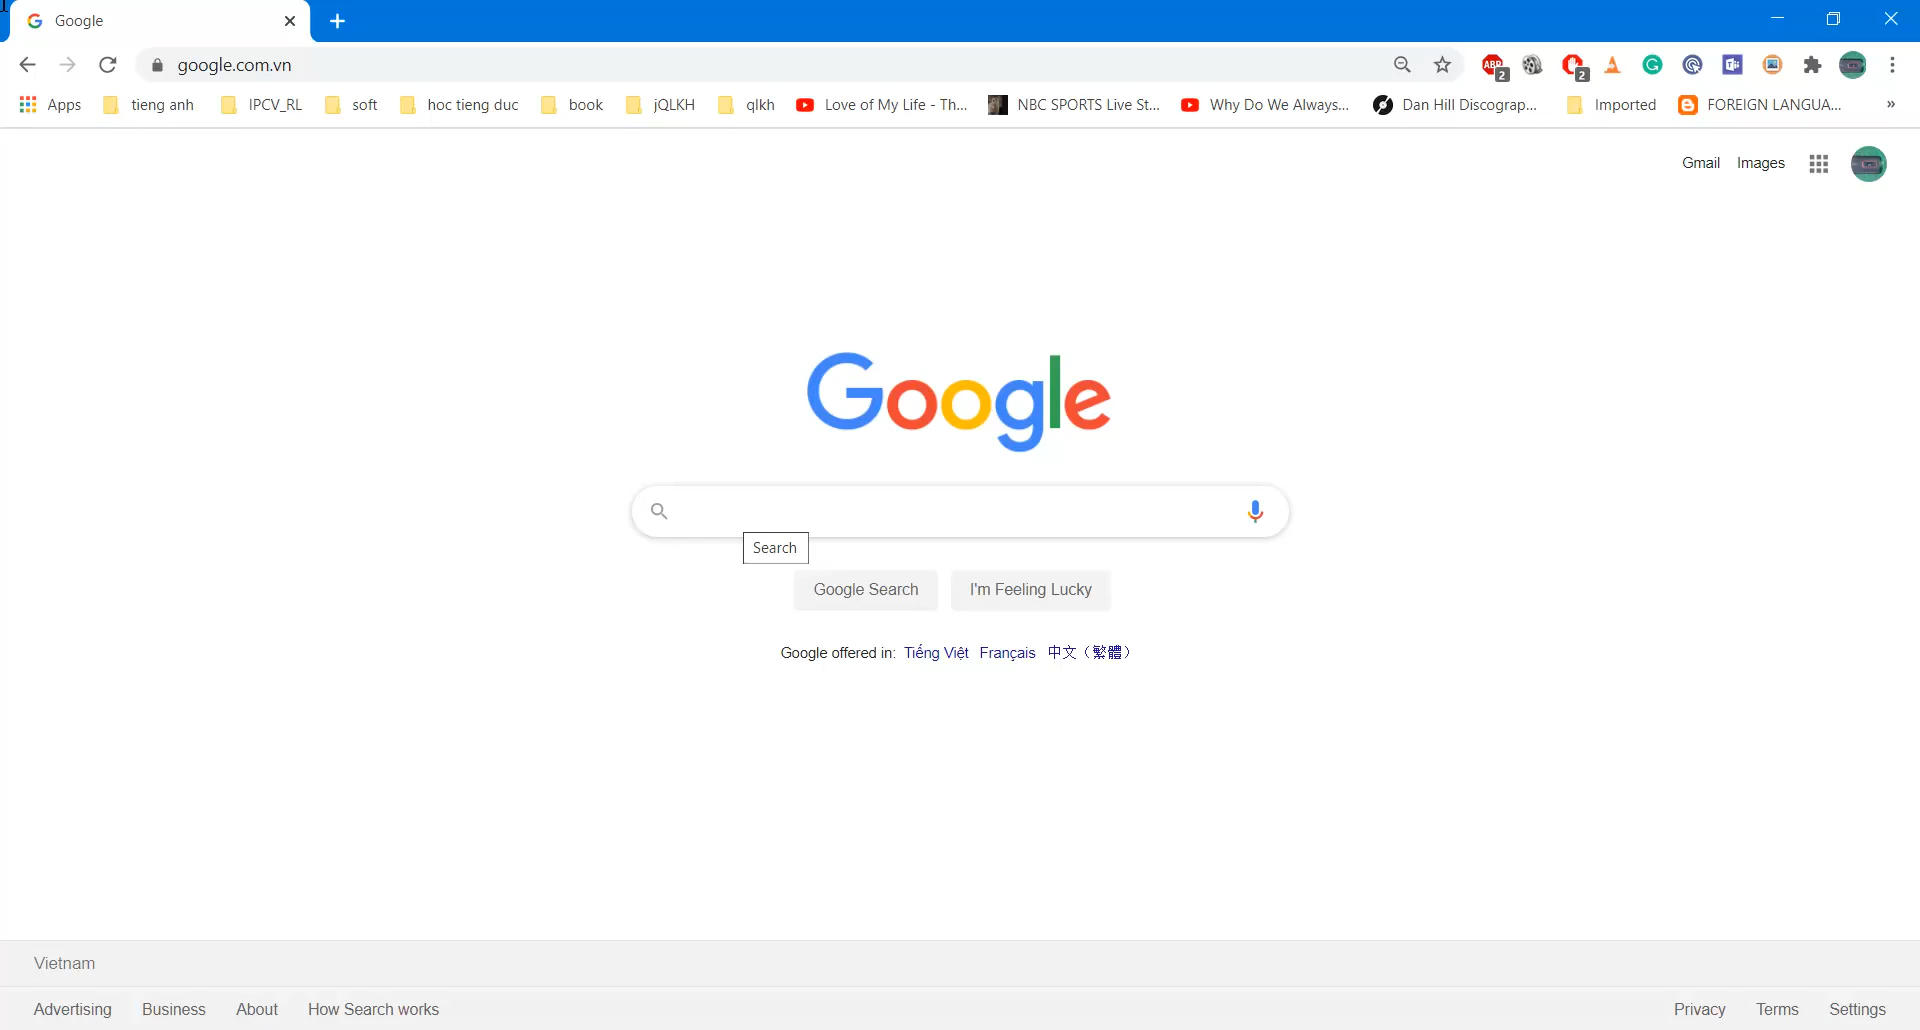 Google
google.com.vn
ABP 2 2
Apps tieng anh IPCV_RL soft hoc tieng duc book jQLKH qlkh Love of My Life - Th... NBC SPORTS Live St... Why Do We Always... Dan Hill Discograp... Imported FOREIGN LANGUA... »
Gmail Images
Google
Search
Google Search I'm Feeling Lucky
Google offered in: Tiếng Việt Français 中文（繁體）
Vietnam
Advertising Business About How Search works Privacy Terms Settings